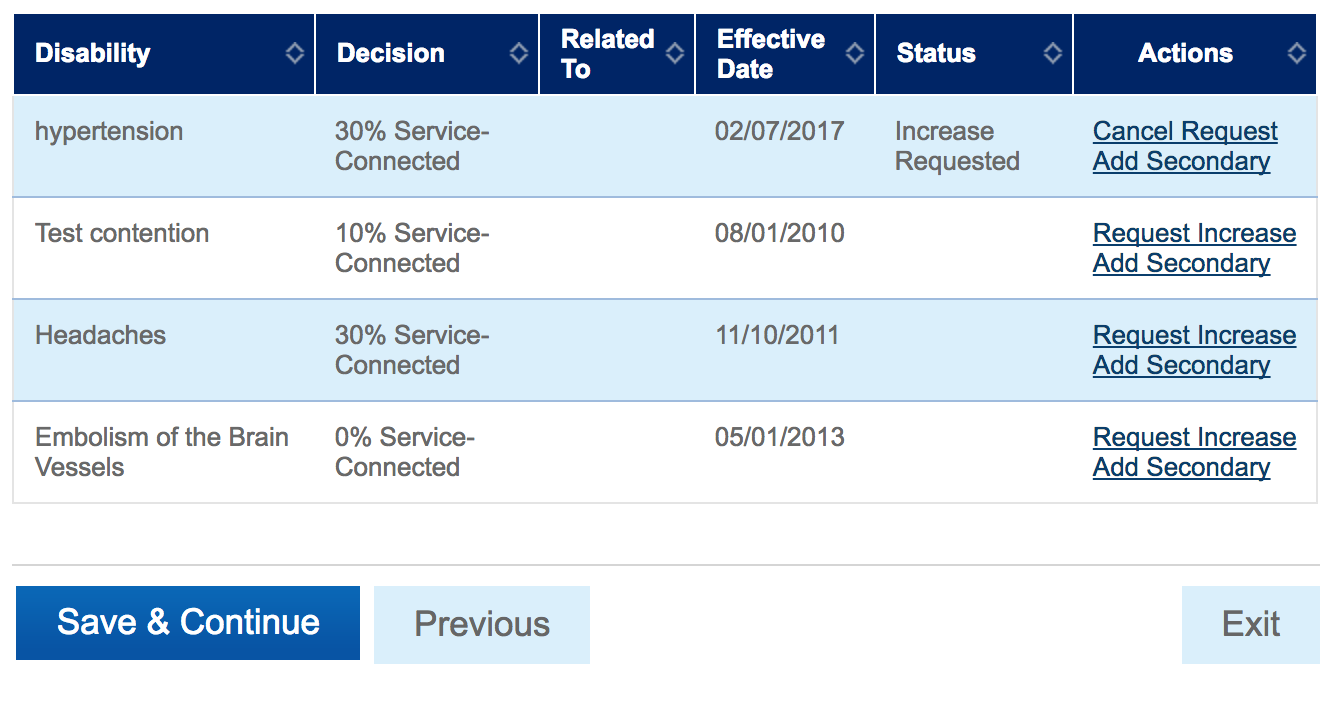 Disability Decision Related To Effective Date Status Actions
hypertension 30% Service- 02/07/2017 Increase Cancel Request
Connected Requested Add Secondary
Test contention 10% Service- 08/01/2010 Request Increase
Connected Add Secondary
Headaches 30% Service- 11/10/2011 Request Increase
Connected Add Secondary
Embolism of the Brain 0% Service- 05/01/2013 Request Increase
Vessels Connected Add Secondary
Save & Continue Previous Exit